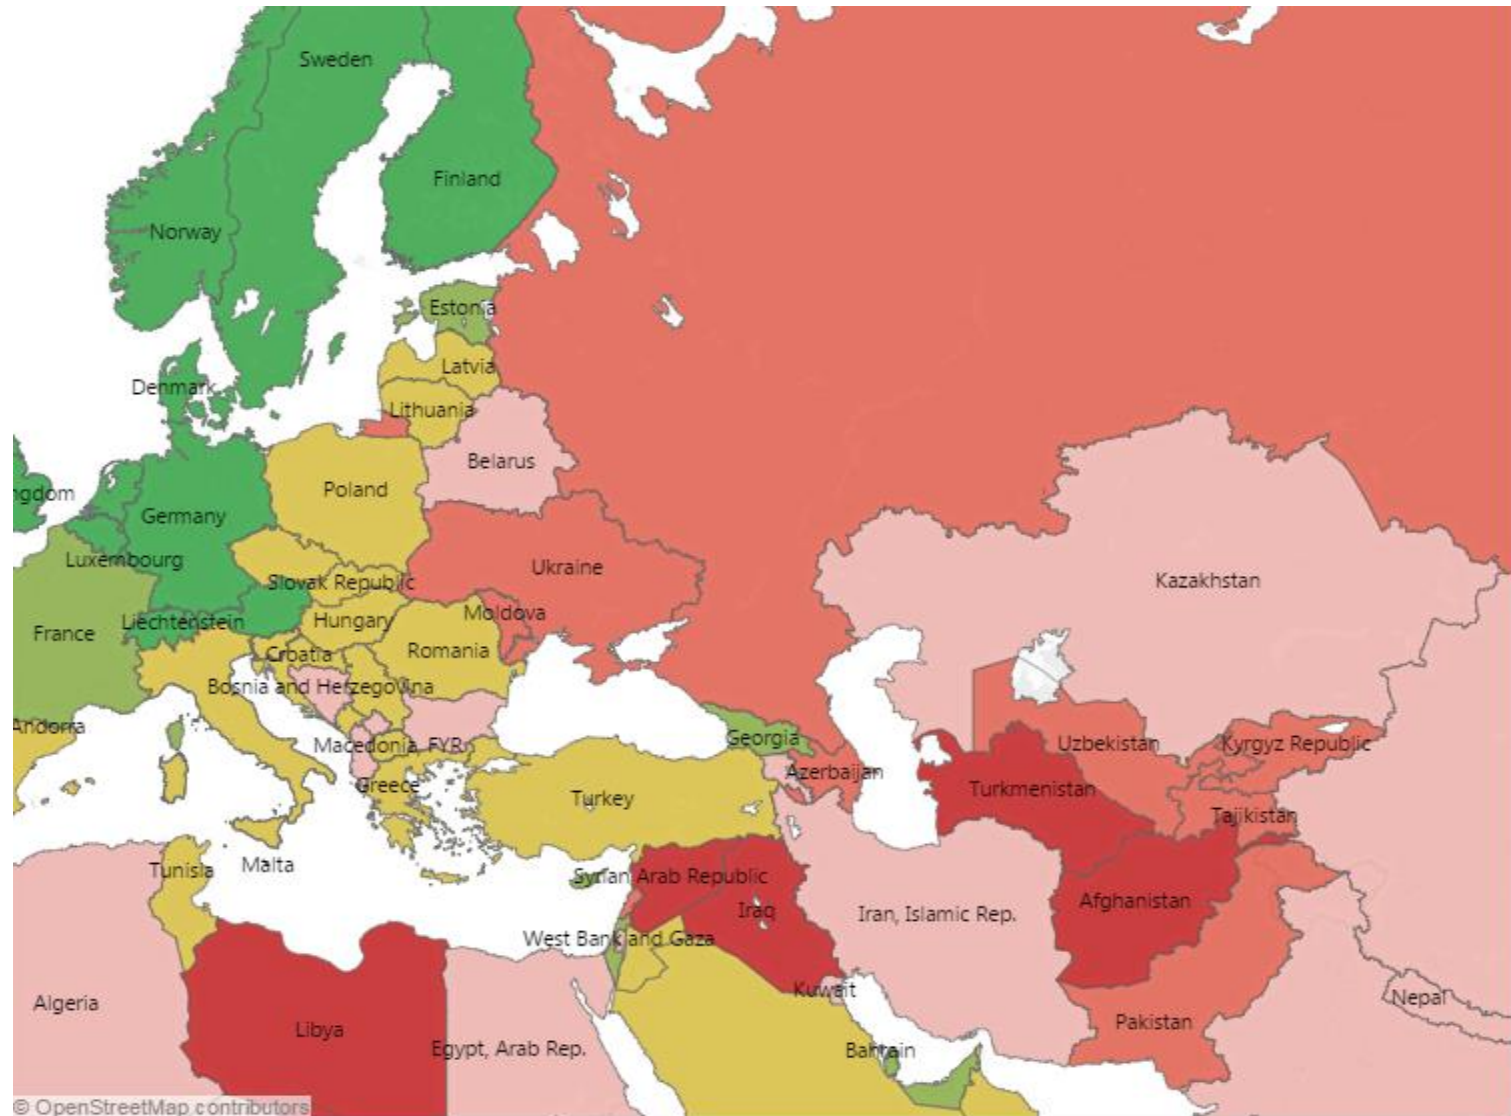 Sweden
Finland
Norway
Estonia
Latvia
Denmark
Lithuania
Belarus
Poland
ngdom
Germany
Luxembourg
Ukraine
Slovak Republic
Kazakhstan
Moldova
Liechtenstein
Hungary
France
Croatia
Romania
Bosnia and Herzegovina
Andorra
Georgia
Macedonia, FYR
Uzbekistan
Kyrgyz Republic
Azerbaijan
Greece
Turkmenistan
Turkey
Tajikistan
Malta
Tunisia
Syrian Arab Republic
Afghanistan
Iraq
Iran, Islamic Rep.
West Bank and Gaza
Kuwait
Nepal
Algeria
Libya
Pakistan
Egypt, Arab Rep.
Bahrain
© OpenStreetMap contributors